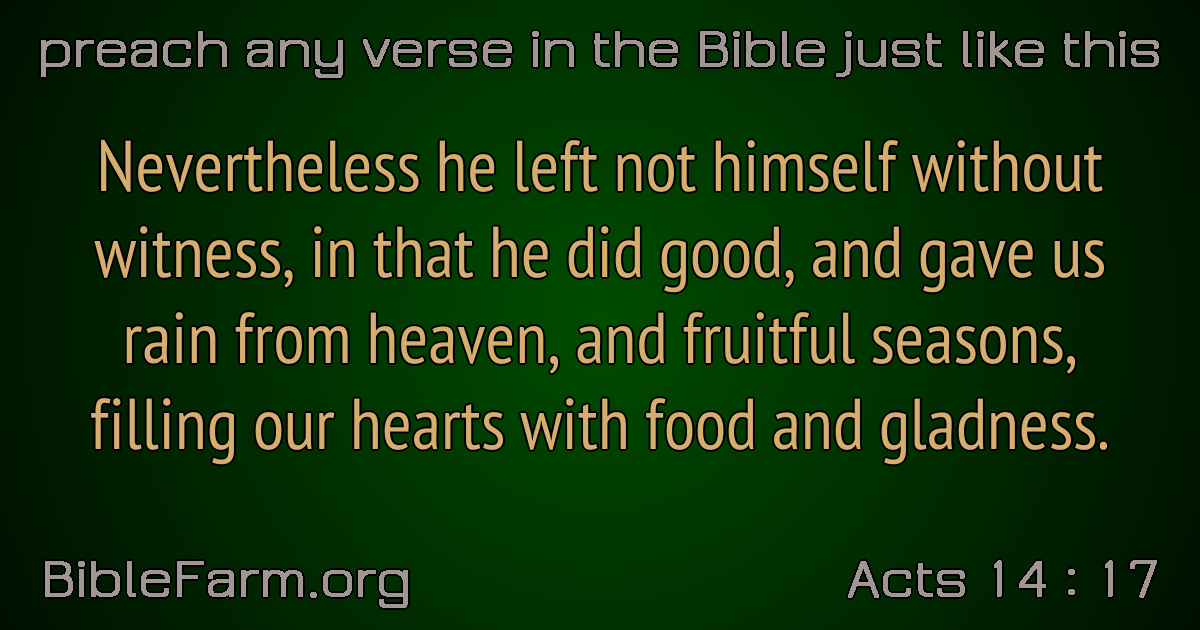 preach any verse in the Bible just like this
Nevertheless he left not himself without
witness, in that he did good, and gave us
rain from heaven, and fruitful seasons,
filling our hearts with food and gladness.
BibleFarm.org
Acts 14 : 17